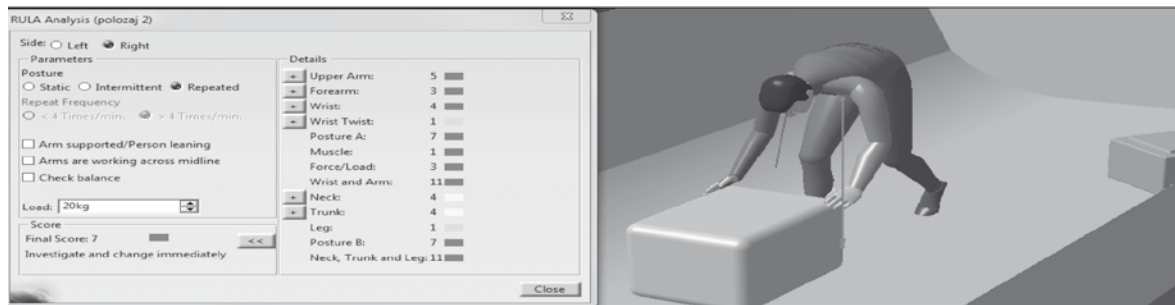 RULA Analysis (polozaj 2)
Side: Left Right
Parameters
Posture
Static Intermittent Repeated
Repeat Frequency
< 4 Times/min. > 4 Times/min.
Arm supported/Person leaning
Arms are working across midline
Check balance
Load: 20kg
Score
Final Score: 7
<<
Investigate and change immediately
Details
+ Upper Arm: 5
+ Forearm: 3
+ Wrist: 4
+ Wrist Twist: 1
Posture A: 7
Muscle: 1
Force/Load: 3
Wrist and Arm: 11
+ Neck: 4
+ Trunk: 4
Leg: 1
Posture B: 7
Neck, Trunk and Leg: 11
Close